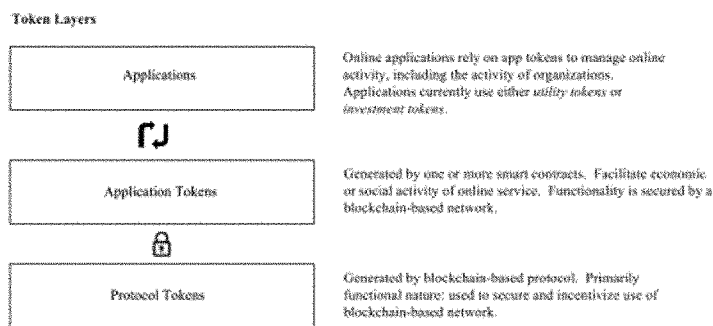 Token Layers
Applications
Online applications rely on app tokens to manage online
activity, including the activity of organizations.
Applications currently use either utility tokens or
investment tokens.
Application Tokens
Generated by one or more smart contracts. Facilitate economic
or social activity of online service. Functionality is secured by a
blockchain-based network.
Protocol Tokens
Generated by blockchain-based protocol. Primarily
functional nature: used to secure and incentivize use of
blockchain-based network.